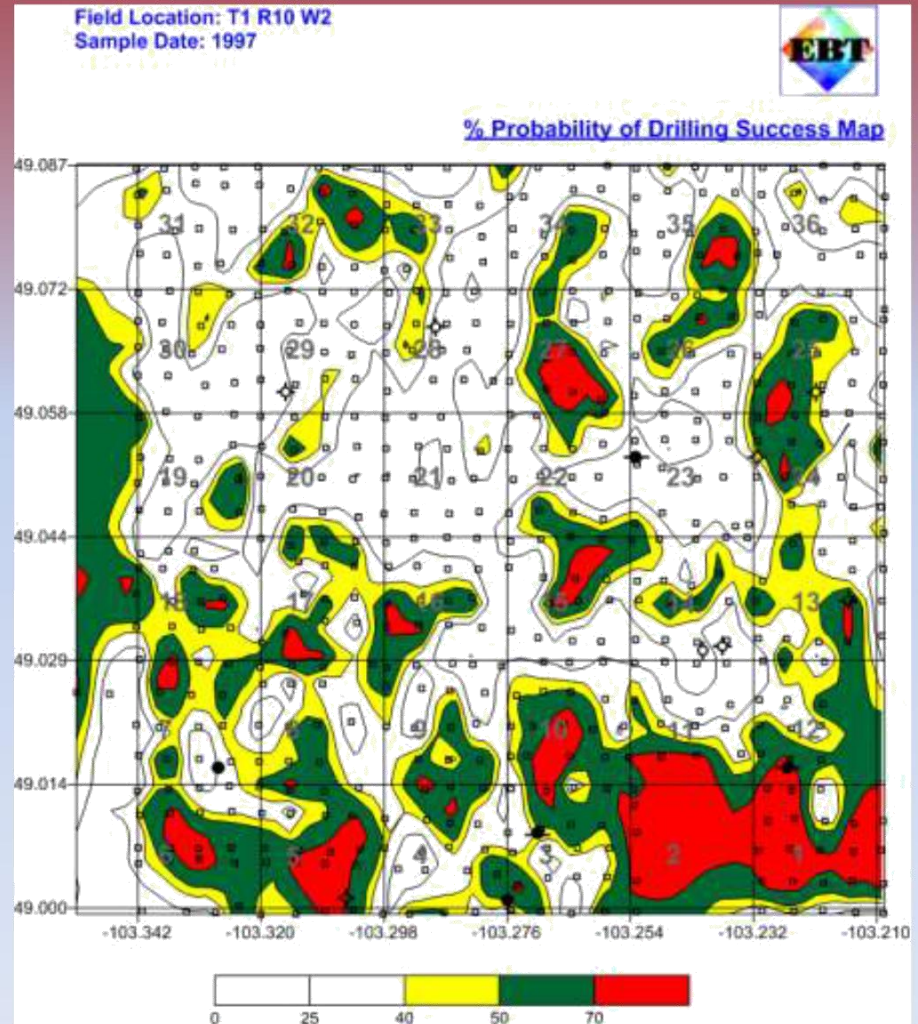 Field Location: T1 R10 W2
Sample Date: 1997
EBT
% Probability of Drilling Success Map
49.087
31 32 33 34 35 36
49.072
30 29 28 27 26 25
49.058
19 20 21 22 23 24
49.044
18 17 16 15 14 13
49.029
7 8 9 10 11 12
49.014
6 5 4 3 2 1
49.000
-103.342 -103.320 -103.298 -103.276 -103.254 -103.232 -103.210
0 25 40 50 70